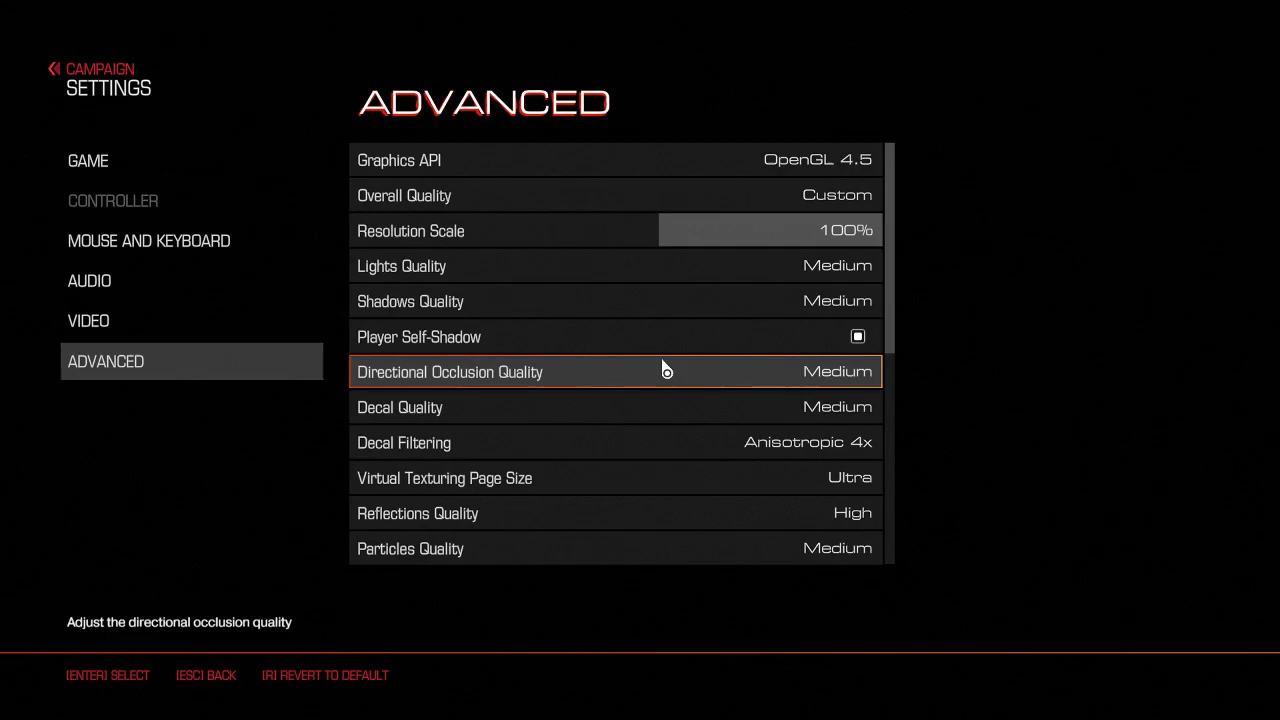 CAMPAIGN
SETTINGS
ADVANCED
GAME
CONTROLLER
MOUSE AND KEYBOARD
AUDIO
VIDEO
ADVANCED
Graphics API OpenGL 4.5
Overall Quality Custom
Resolution Scale 100%
Lights Quality Medium
Shadows Quality Medium
Player Self-Shadow
Directional Occlusion Quality Medium
Decal Quality Medium
Decal Filtering Anisotropic 4x
Virtual Texturing Page Size Ultra
Reflections Quality High
Particles Quality Medium
Adjust the directional occlusion quality
[ENTER] SELECT [ESC] BACK [R] REVERT TO DEFAULT